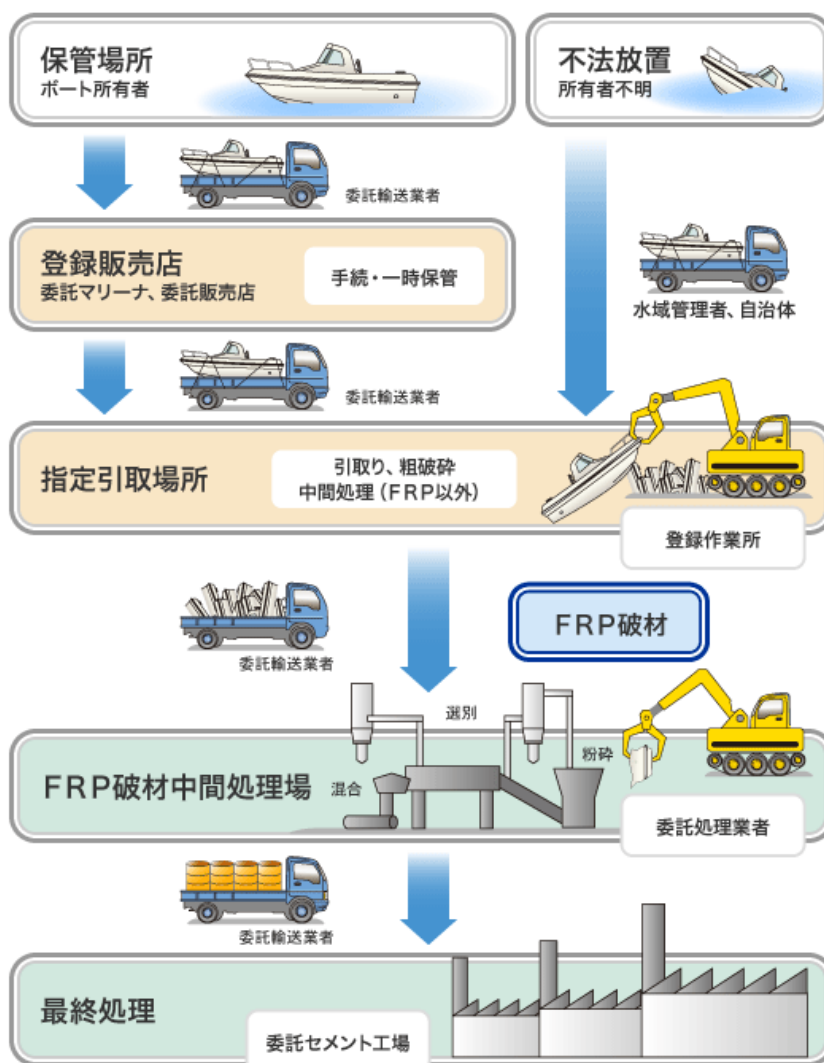 保管場所
ボート所有者
不法放置
所有者不明
委託輸送業者
登録販売店
委託マリーナ、委託販売店
手続・一時保管
水域管理者、自治体
委託輸送業者
指定引取場所
引取り、粗破砕
中間処理（FRP以外）
登録作業所
FRP破材
委託輸送業者
選別
粉砕
混合
FRP破材中間処理場
委託処理業者
委託輸送業者
最終処理
委託セメント工場